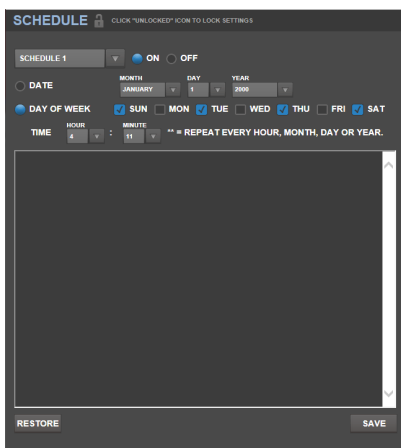 SCHEDULE CLICK "UNLOCKED" ICON TO LOCK SETTINGS
SCHEDULE 1 ON OFF
MONTH DAY YEAR
DATE JANUARY 1 2000
DAY OF WEEK SUN MON TUE WED THU FRI SAT
HOUR MINUTE
TIME 4 : 11 "* = REPEAT EVERY HOUR, MONTH, DAY OR YEAR.
RESTORE SAVE